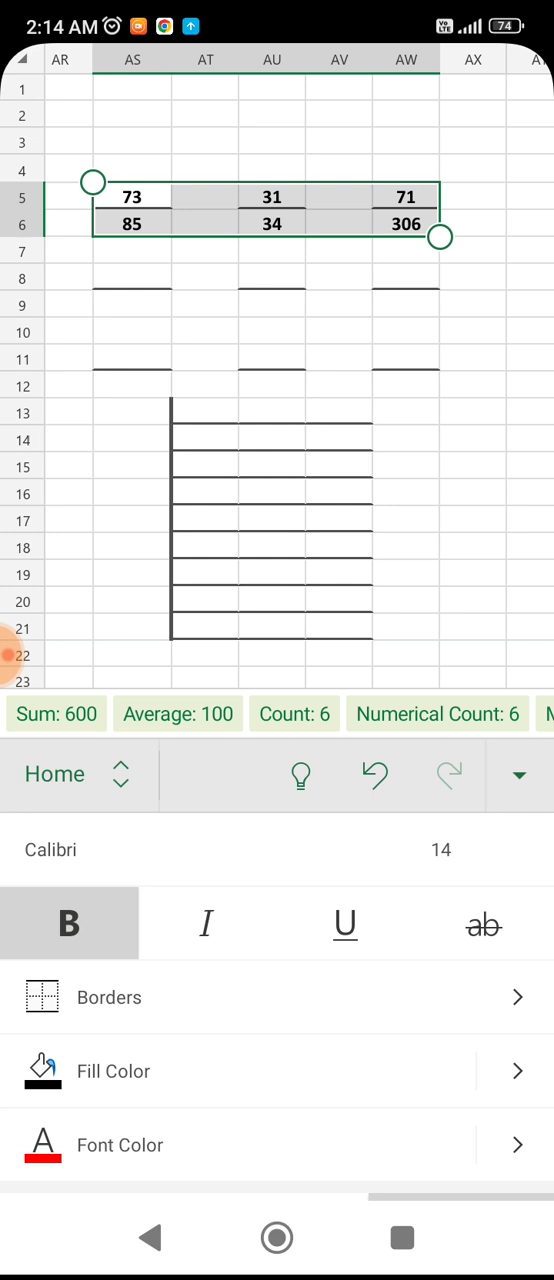 2:14 AM Vo LTE 74
AR AS AT AU AV AW AX
1
2
3
4
5 73 31 71
6 85 34 306
7
8
9
10
11
12
13
14
15
16
17
18
19
20
21
22
23
Sum: 600 Average: 100 Count: 6 Numerical Count: 6
Home
Calibri 14
B I U ab
Borders
Fill Color
A Font Color